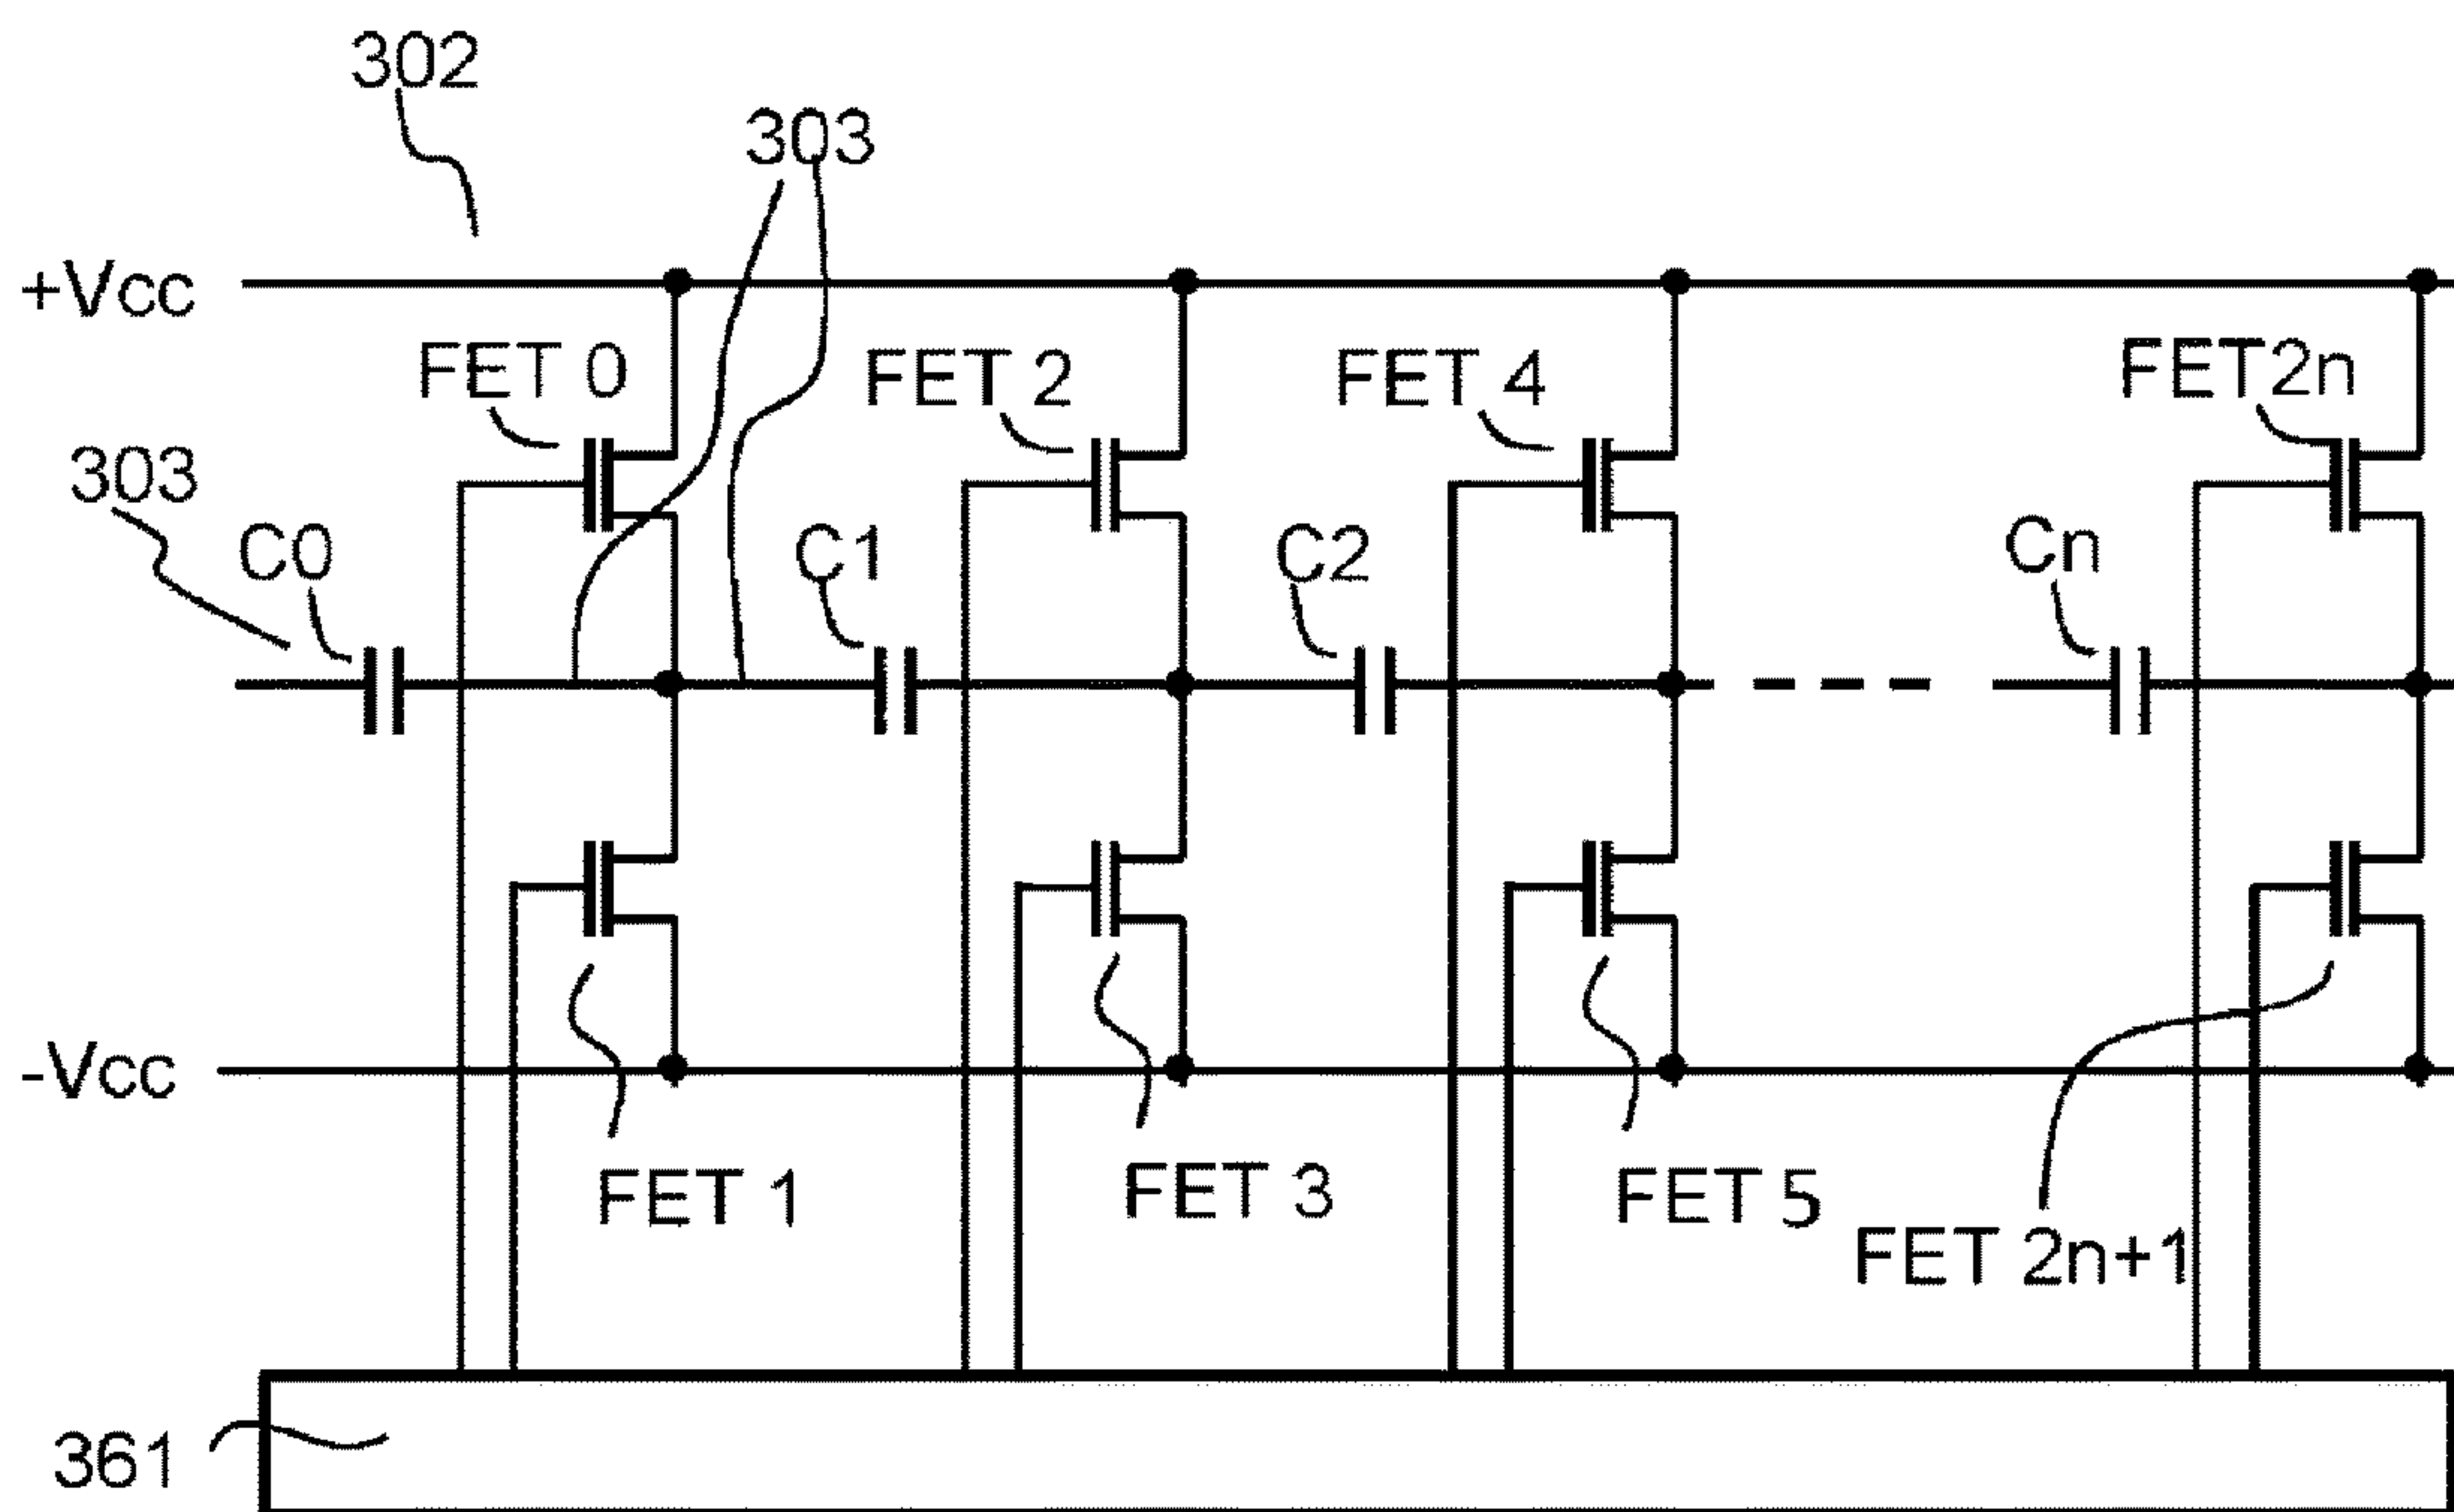 302
303
+Vcc
FET 0
FET 2
FET 4
FET2n
303
C0
C1
C2
Cn
-Vcc
FET 1
FET 3
FET 5
FET 2n+1
361